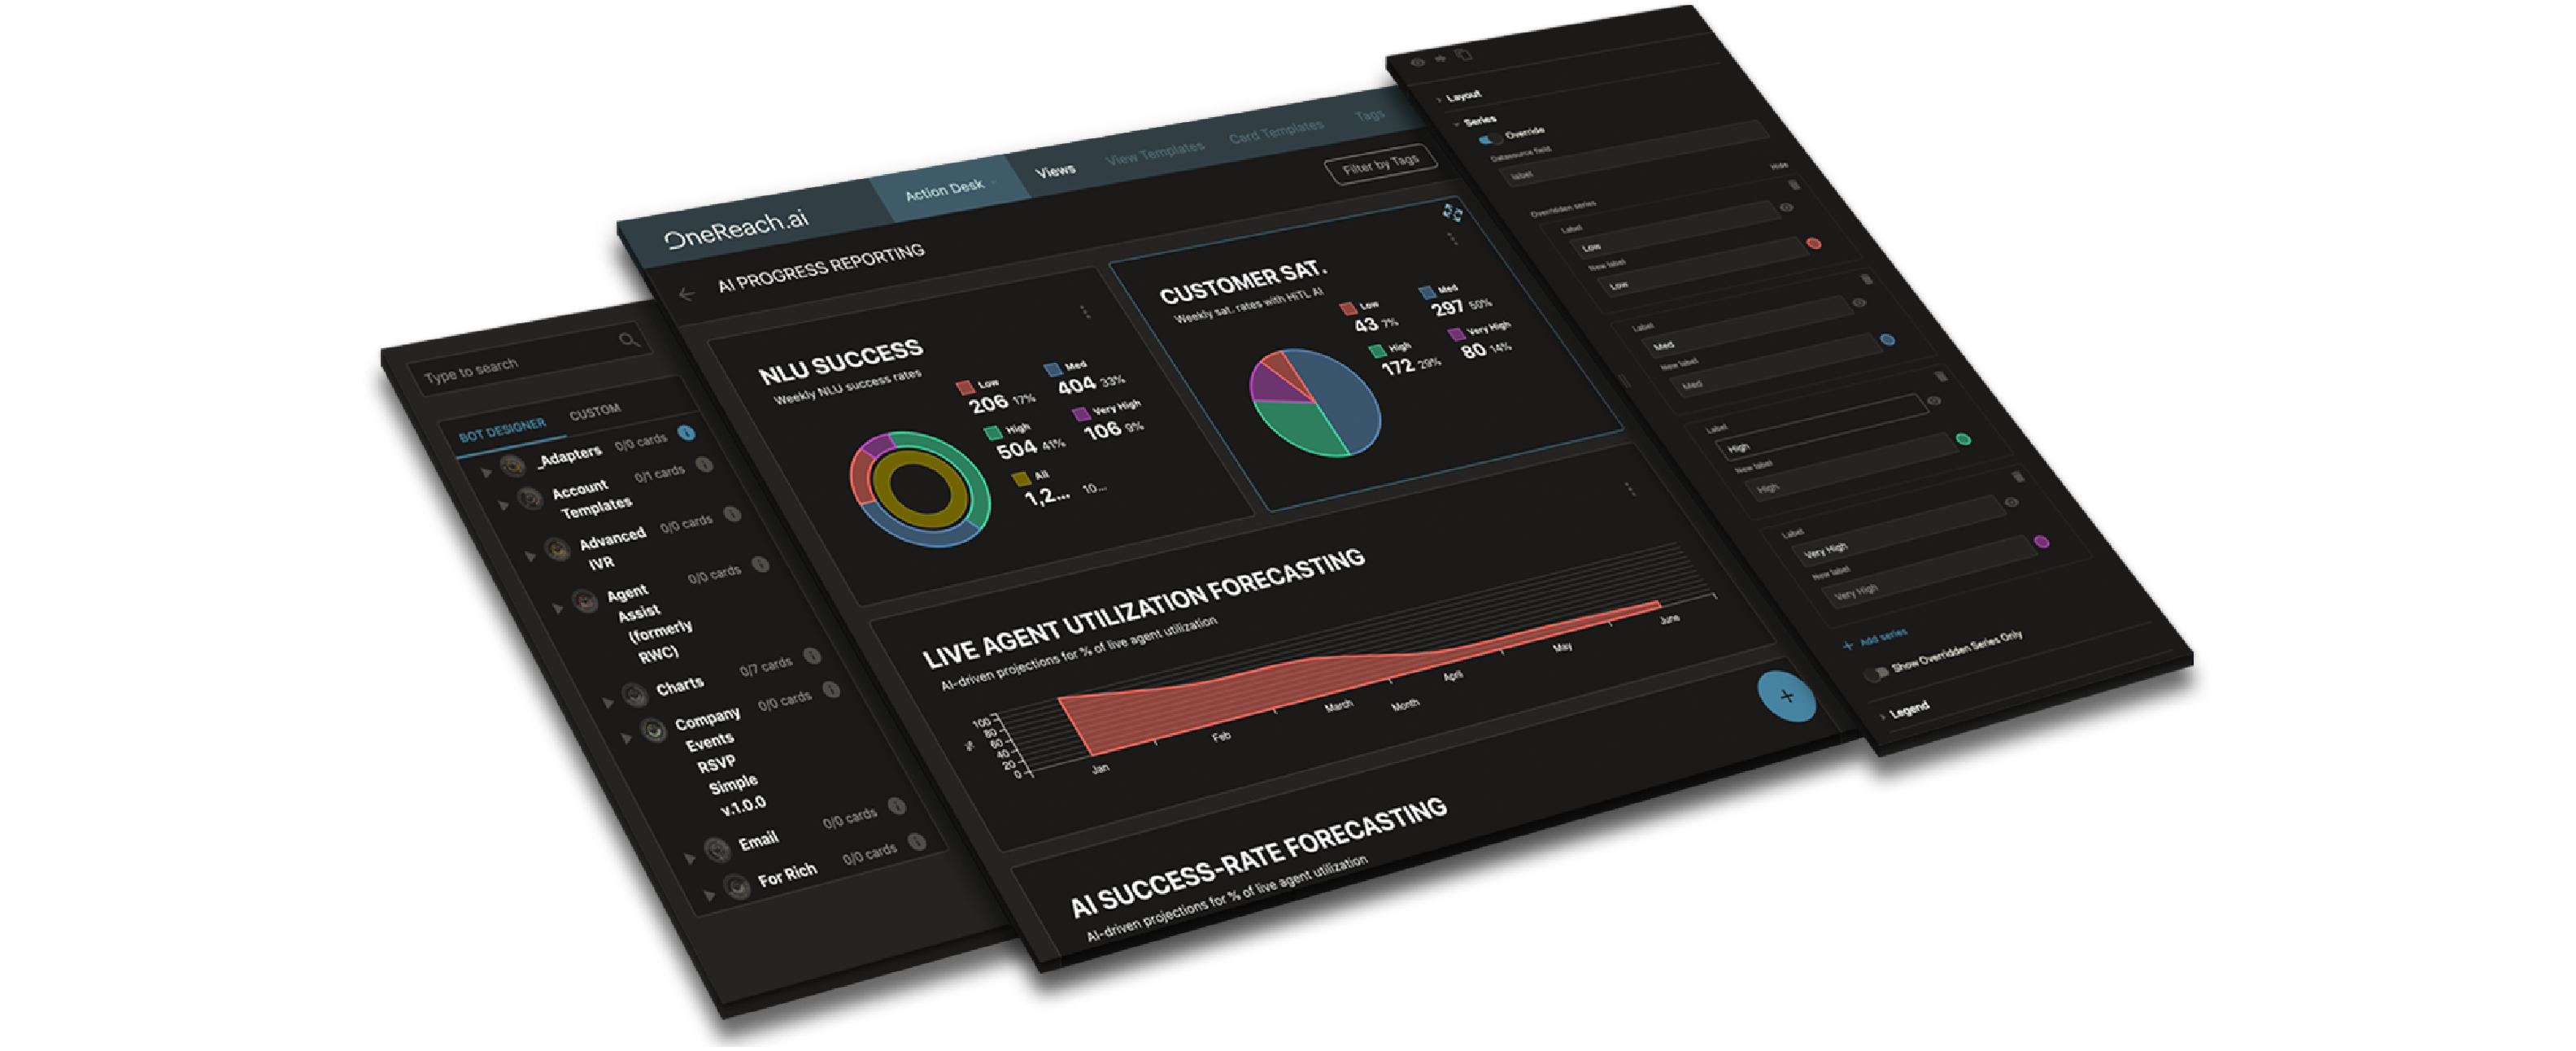 Type to search
BOT DESIGNER
CUSTOM
_Adapters
0/0 cards
Account
Templates
0/1 cards
Advanced
IVR
0/0 cards
Agent
Assist
(formerly
RWC)
0/0 cards
Charts
0/7 cards
Company
Events
RSVP
Simple
v.1.0.0
0/0 cards
Email
0/0 cards
For Rich
0/0 cards
OneReach.ai
Action Desk
Views
View Templates
Card Templates
Tags
AI PROGRESS REPORTING
Filter by Tags
NLU SUCCESS
Weekly NLU success rates
Low
206 17%
Med
404 33%
High
504 41%
Very High
106 9%
All
1,2... 10...
CUSTOMER SAT.
Weekly sat. rates with HiTL AI
Low
43 7%
Med
297 50%
High
172 29%
Very High
80 14%
LIVE AGENT UTILIZATION FORECASTING
AI-driven projections for % of live agent utilization
100
80
60
40
20
0
%
Jan
Feb
March
April
May
June
Month
AI SUCCESS-RATE FORECASTING
AI-driven projections for % of live agent utilization
Layout
Series
Override
Datasource field
label
Hide
Overridden series
Label
Low
New label
Low
Label
Med
New label
Med
Label
High
New label
High
Label
Very High
New label
Very High
+ Add series
Show Overridden Series Only
Legend